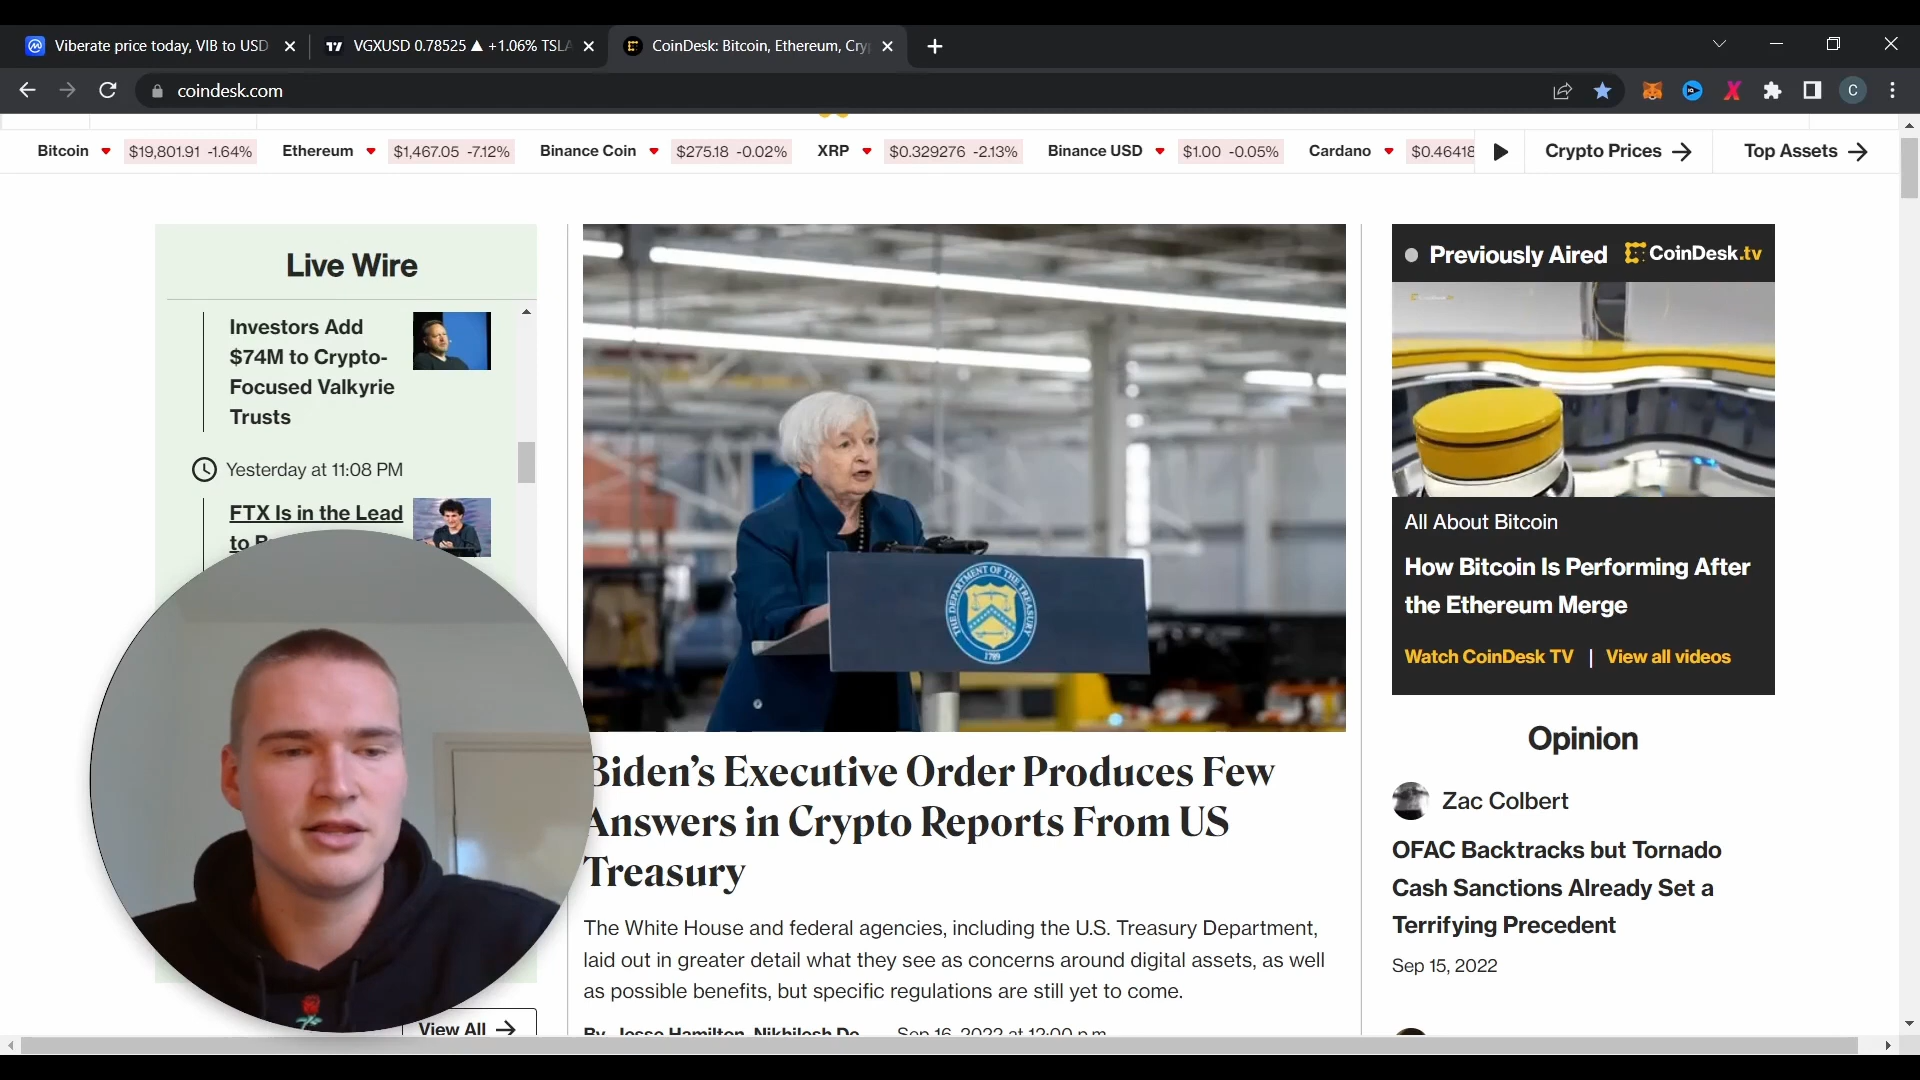 Viberate price today, VIB to USD
VGXUSD 0.78525 ▲ +1.06% TSLA
CoinDesk: Bitcoin, Ethereum, Cry
coindesk.com
C
Bitcoin ▼ $19,801.91 -1.64%
Ethereum ▼ $1,467.05 -7.12%
Binance Coin ▼ $275.18 -0.02%
XRP ▼ $0.329276 -2.13%
Binance USD ▼ $1.00 -0.05%
Cardano ▼ $0.46418
Crypto Prices →
Top Assets →
Live Wire
Investors Add
$74M to Crypto-
Focused Valkyrie
Trusts
Yesterday at 11:08 PM
FTX Is in the Lead
to
View All →
THE DEPARTMENT OF THE TREASURY
1789
Biden's Executive Order Produces Few
Answers in Crypto Reports From US
Treasury
The White House and federal agencies, including the U.S. Treasury Department,
laid out in greater detail what they see as concerns around digital assets, as well
as possible benefits, but specific regulations are still yet to come.
By Jesse Hamilton, Nikhilesh De Sep 16, 2022 at 12:00 p.m.
Previously Aired CoinDesk.tv
All About Bitcoin
How Bitcoin Is Performing After
the Ethereum Merge
Watch CoinDesk TV | View all videos
Opinion
Zac Colbert
OFAC Backtracks but Tornado
Cash Sanctions Already Set a
Terrifying Precedent
Sep 15, 2022